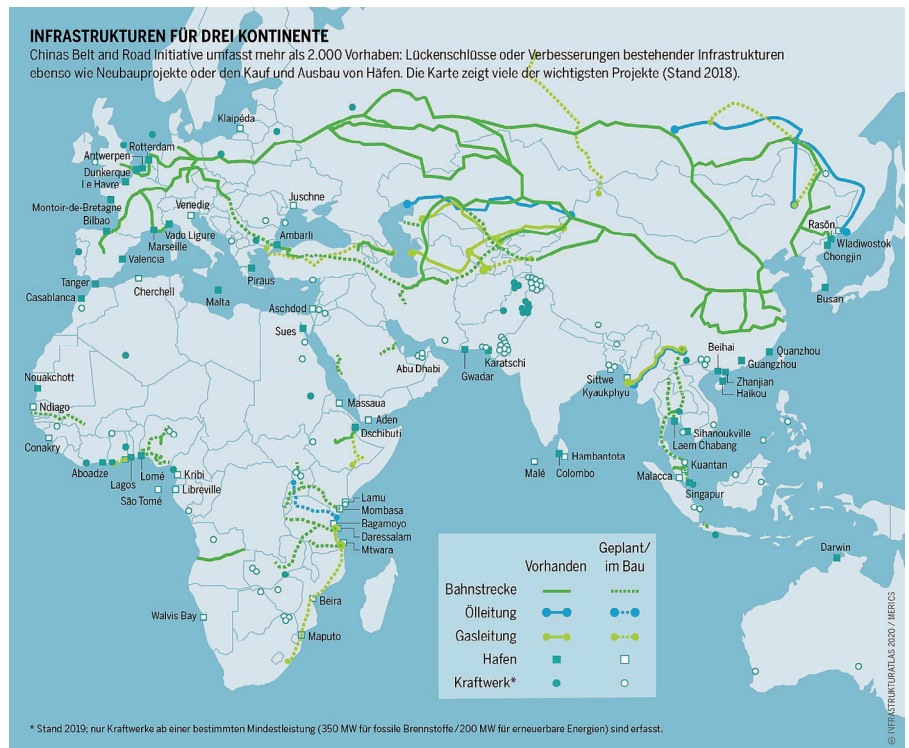 INFRASTRUKTUREN FÜR DREI KONTINENTE
Chinas Belt and Road Initiative umfasst mehr als 2.000 Vorhaben: Lückenschlüsse oder Verbesserungen bestehender Infrastrukturen
ebenso wie Neubauprojekte oder den Kauf und Ausbau von Häfen. Die Karte zeigt viele der wichtigsten Projekte (Stand 2018).
Klaipėda
Rotterdam
Antwerpen
Dunkerque
Le Havre
Montoir-de-Bretagne
Bilbao
Venedig
Juschne
Vado Ligure
Marseille
Valencia
Ambarli
Piräus
Tanger
Casablanca
Cherchell
Malta
Aschdod
Sues
Rasŏn
Wladiwostok
Chongjin
Busan
Abu Dhabi
Gwadar
Karatschi
Sittwe
Kyaukphyu
Beihai
Quanzhou
Guangzhou
Zhanjian
Haikou
Nouakchott
Ndiago
Conakry
Massaua
Aden
Dschibuti
Aboadze
Lagos
Lomé
São Tomé
Kribi
Libreville
Malé
Hambantota
Colombo
Sihanoukville
Laem Chabang
Kuantan
Malacca
Singapur
Lamu
Mombasa
Bagamoyo
Daressalam
Mtwara
Beira
Maputo
Walvis Bay
Darwin
Vorhanden
Geplant/
im Bau
Bahnstrecke
Ölleitung
Gasleitung
Hafen
Kraftwerk*
* Stand 2019; nur Kraftwerke ab einer bestimmten Mindestleistung (350 MW für fossile Brennstoffe/200 MW für erneuerbare Energien) sind erfasst.
© INFRASTRUKTURATLAS 2020 / MERICS